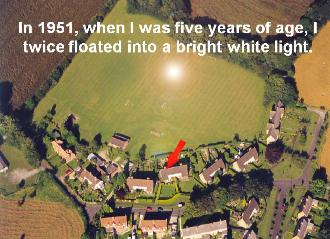 In 1951, when I was five years of age, I
twice floated into a bright white light.